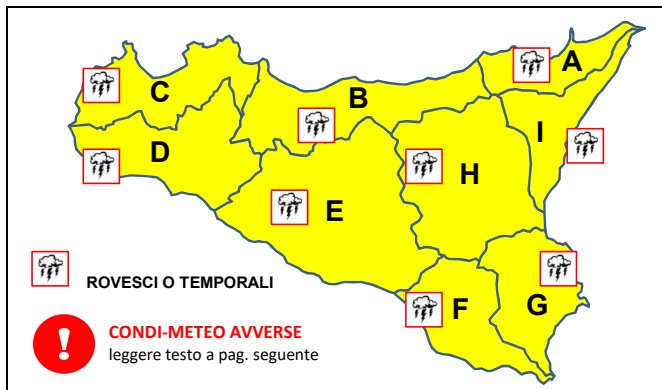 A
B
C
I
D
H
E
F
G
ROVESCI O TEMPORALI
!
CONDI-METEO AVVERSE
leggere testo a pag. seguente